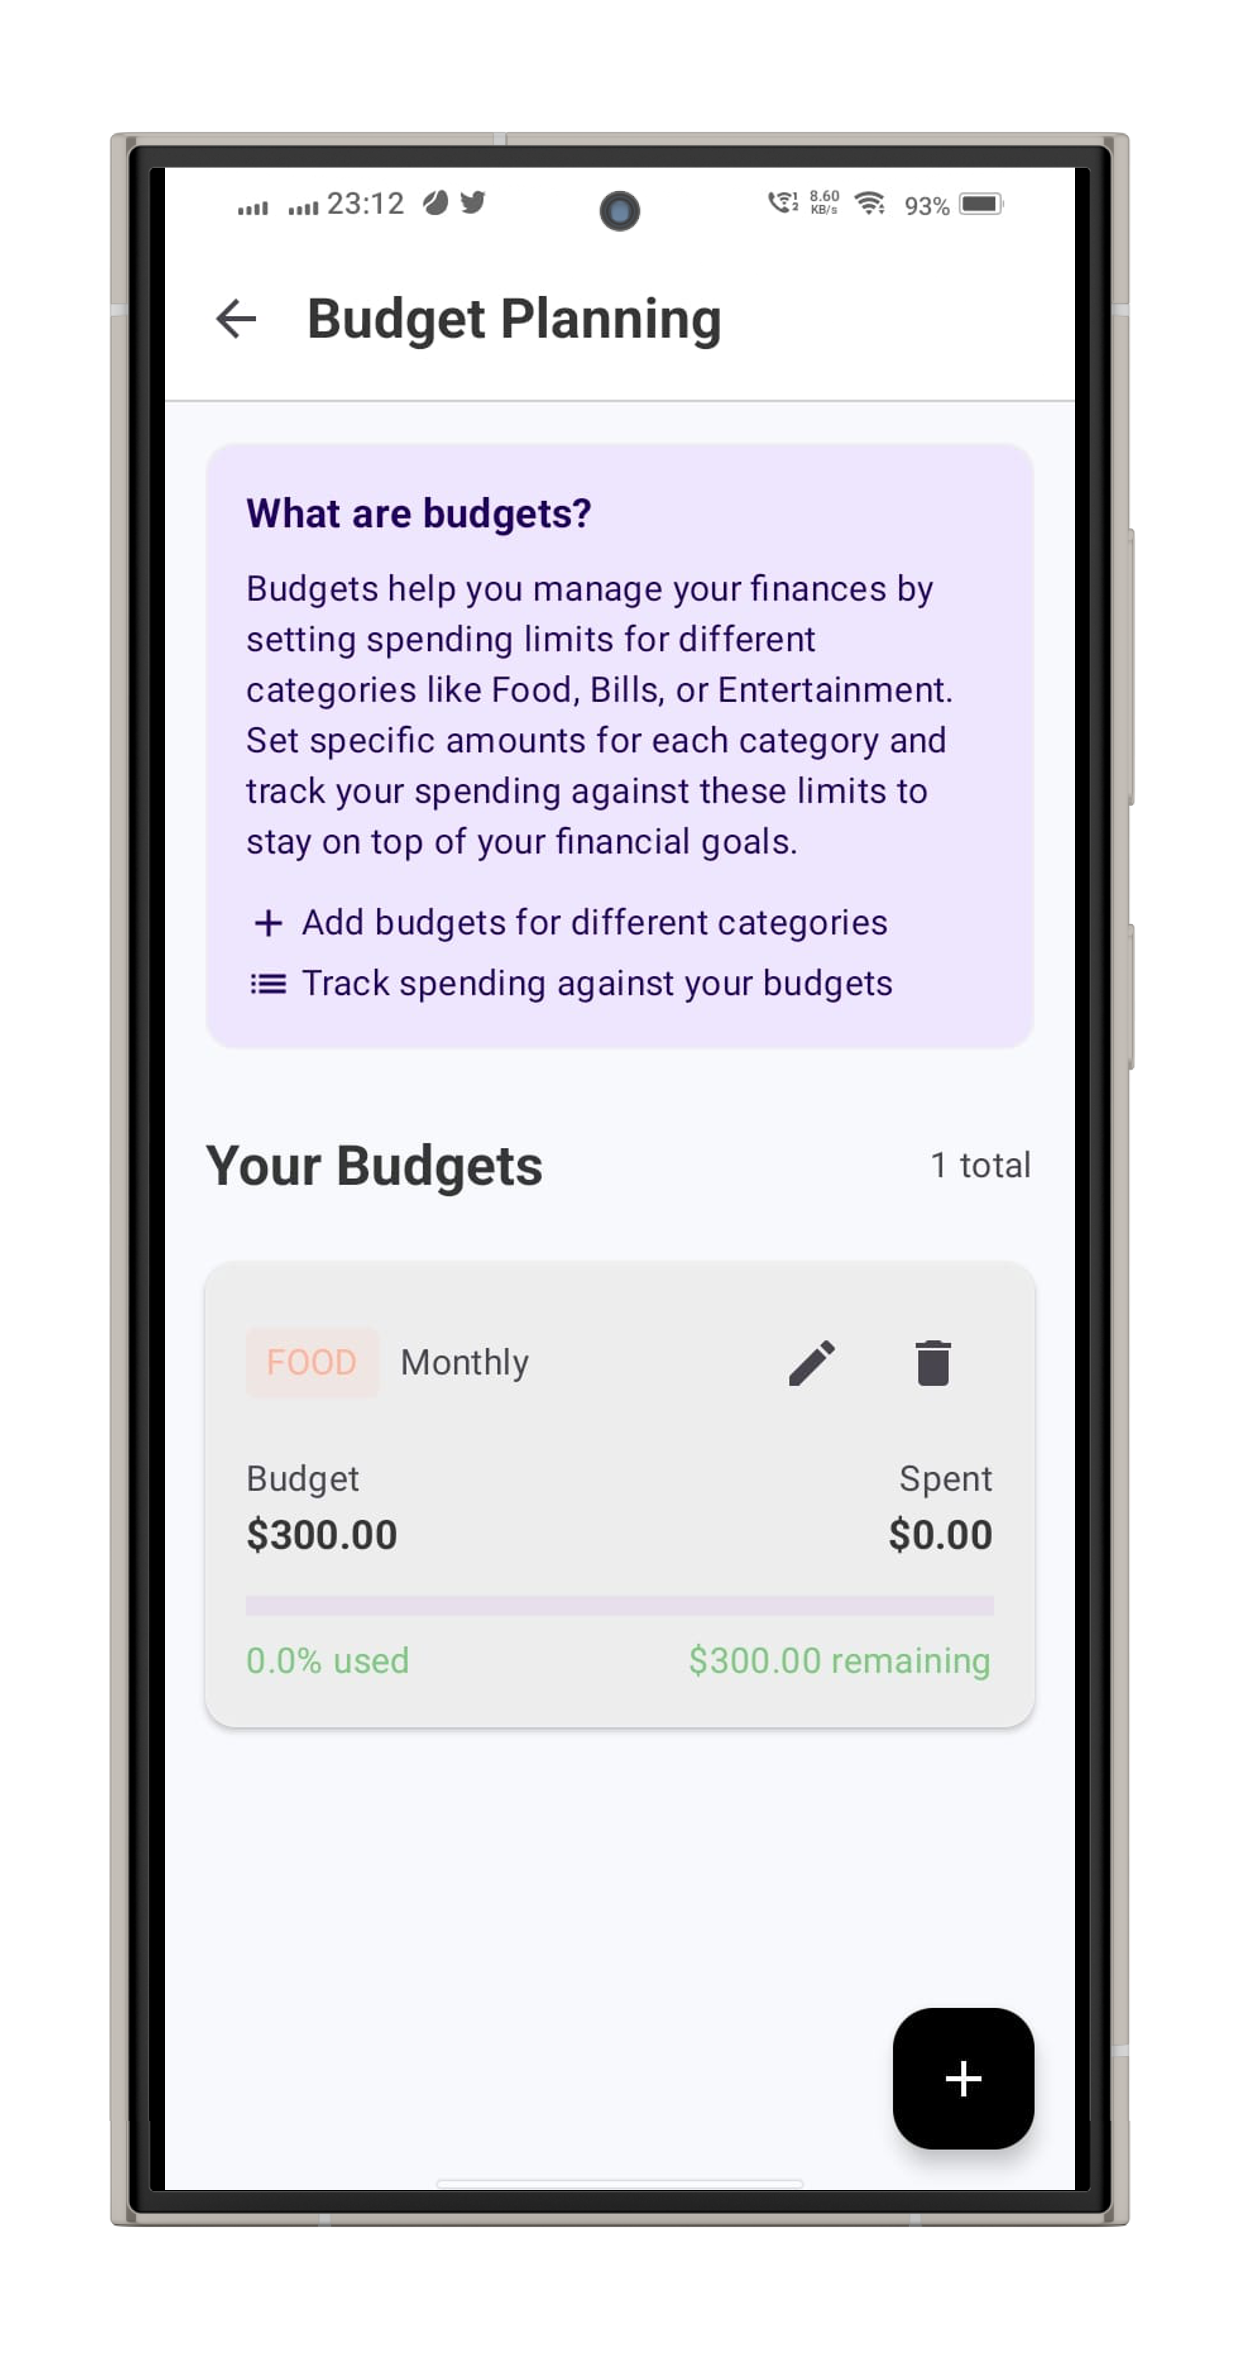 23:12
8.60
KB/s
93%
Budget Planning
What are budgets?
Budgets help you manage your finances by
setting spending limits for different
categories like Food, Bills, or Entertainment.
Set specific amounts for each category and
track your spending against these limits to
stay on top of your financial goals.
+ Add budgets for different categories
Track spending against your budgets
Your Budgets
1 total
FOOD Monthly
Budget
Spent
$300.00
$0.00
0.0% used
$300.00 remaining
+